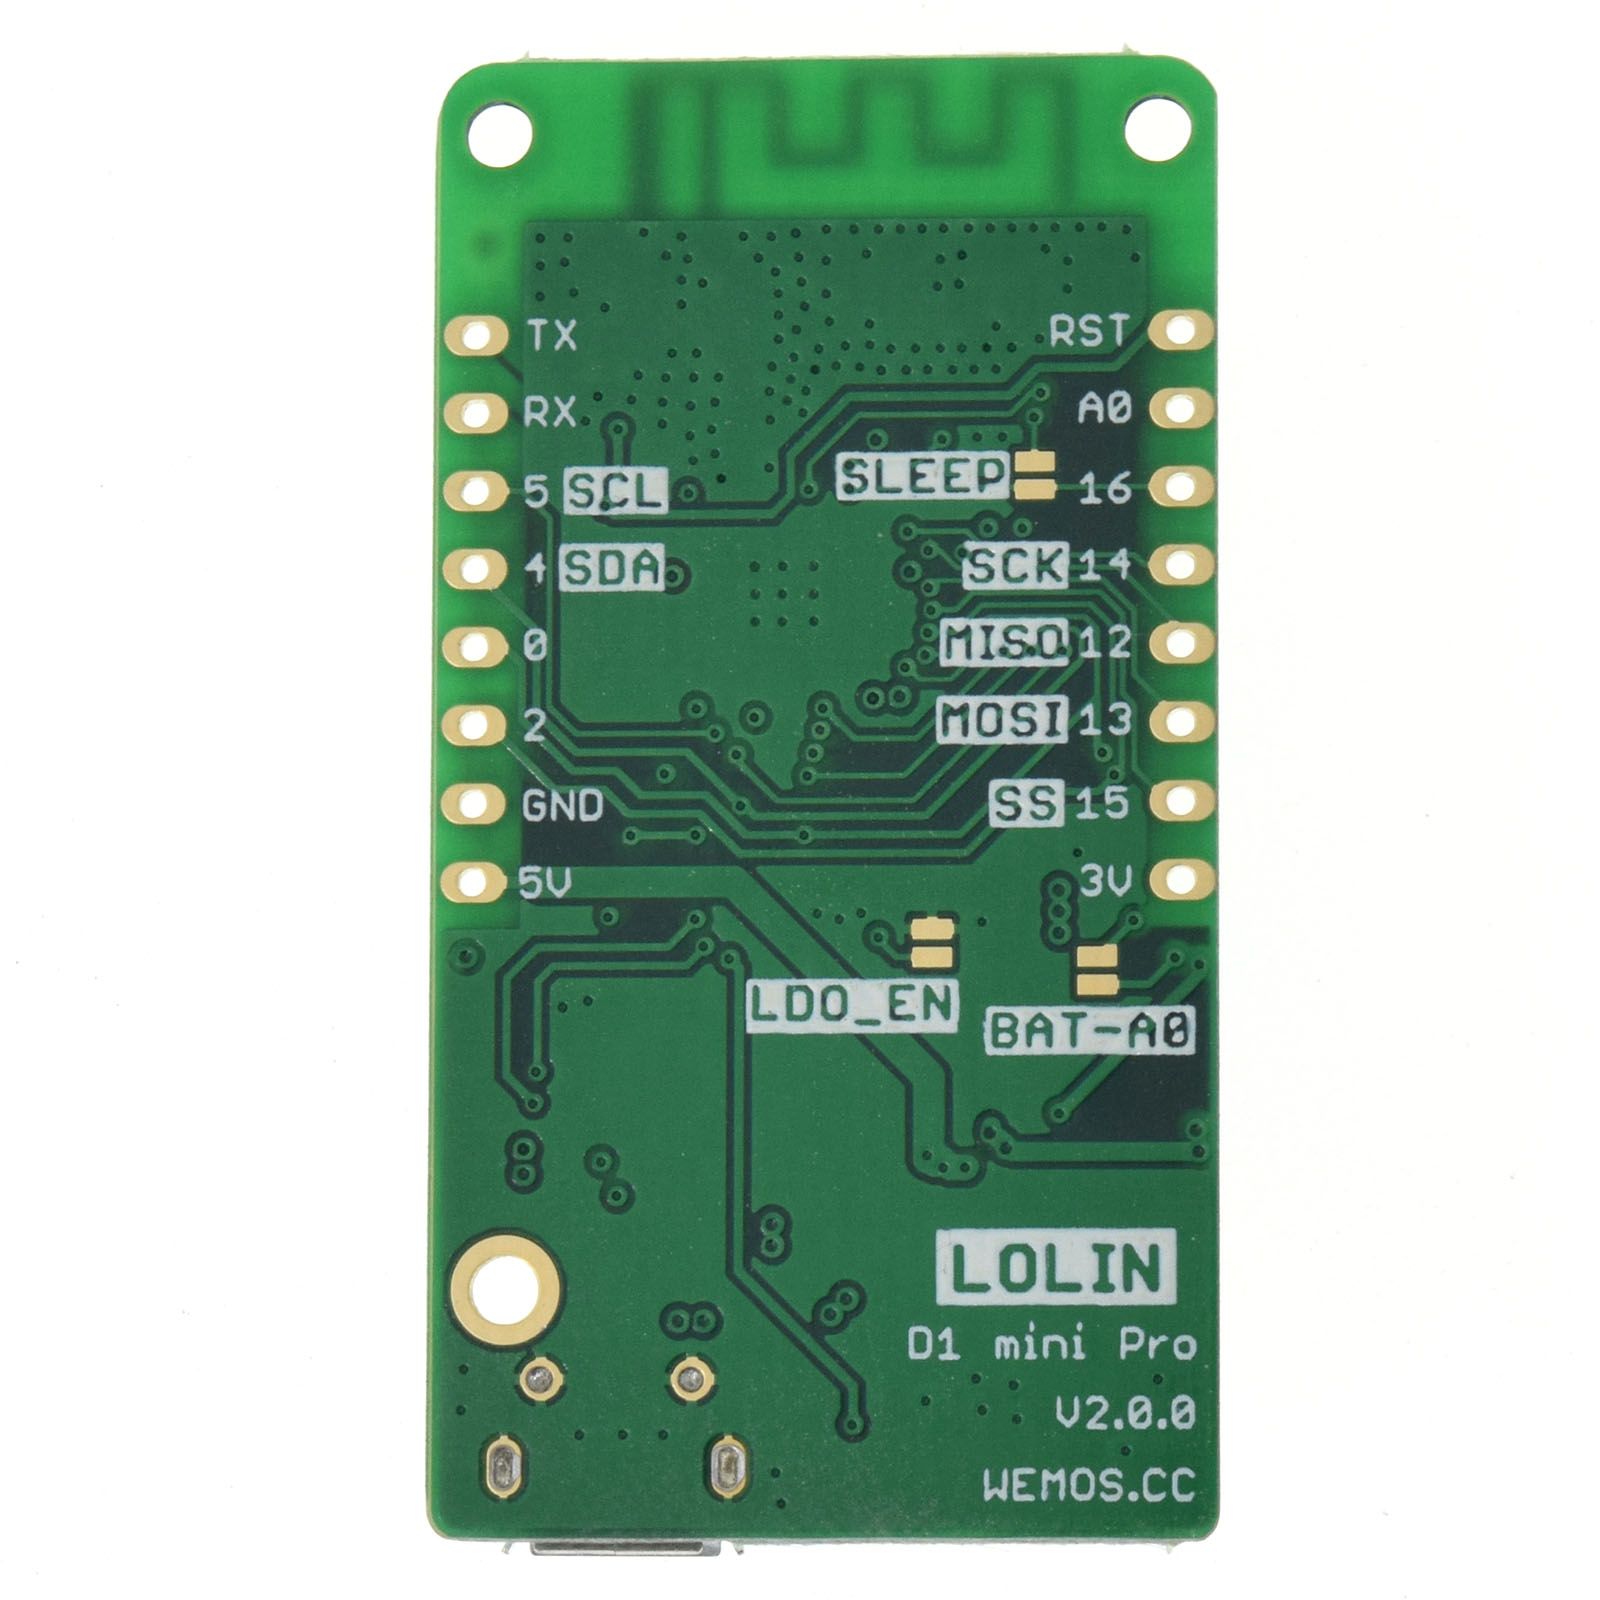 TX RST
RX A0
5 SCL SLEEP 16
4 SDA SCK 14
0 MISO 12
2 MOSI 13
GND SS 15
5V 3V
LDO_EN
BAT-A0
LOLIN
D1 mini Pro
V2.0.0
WEMOS.CC